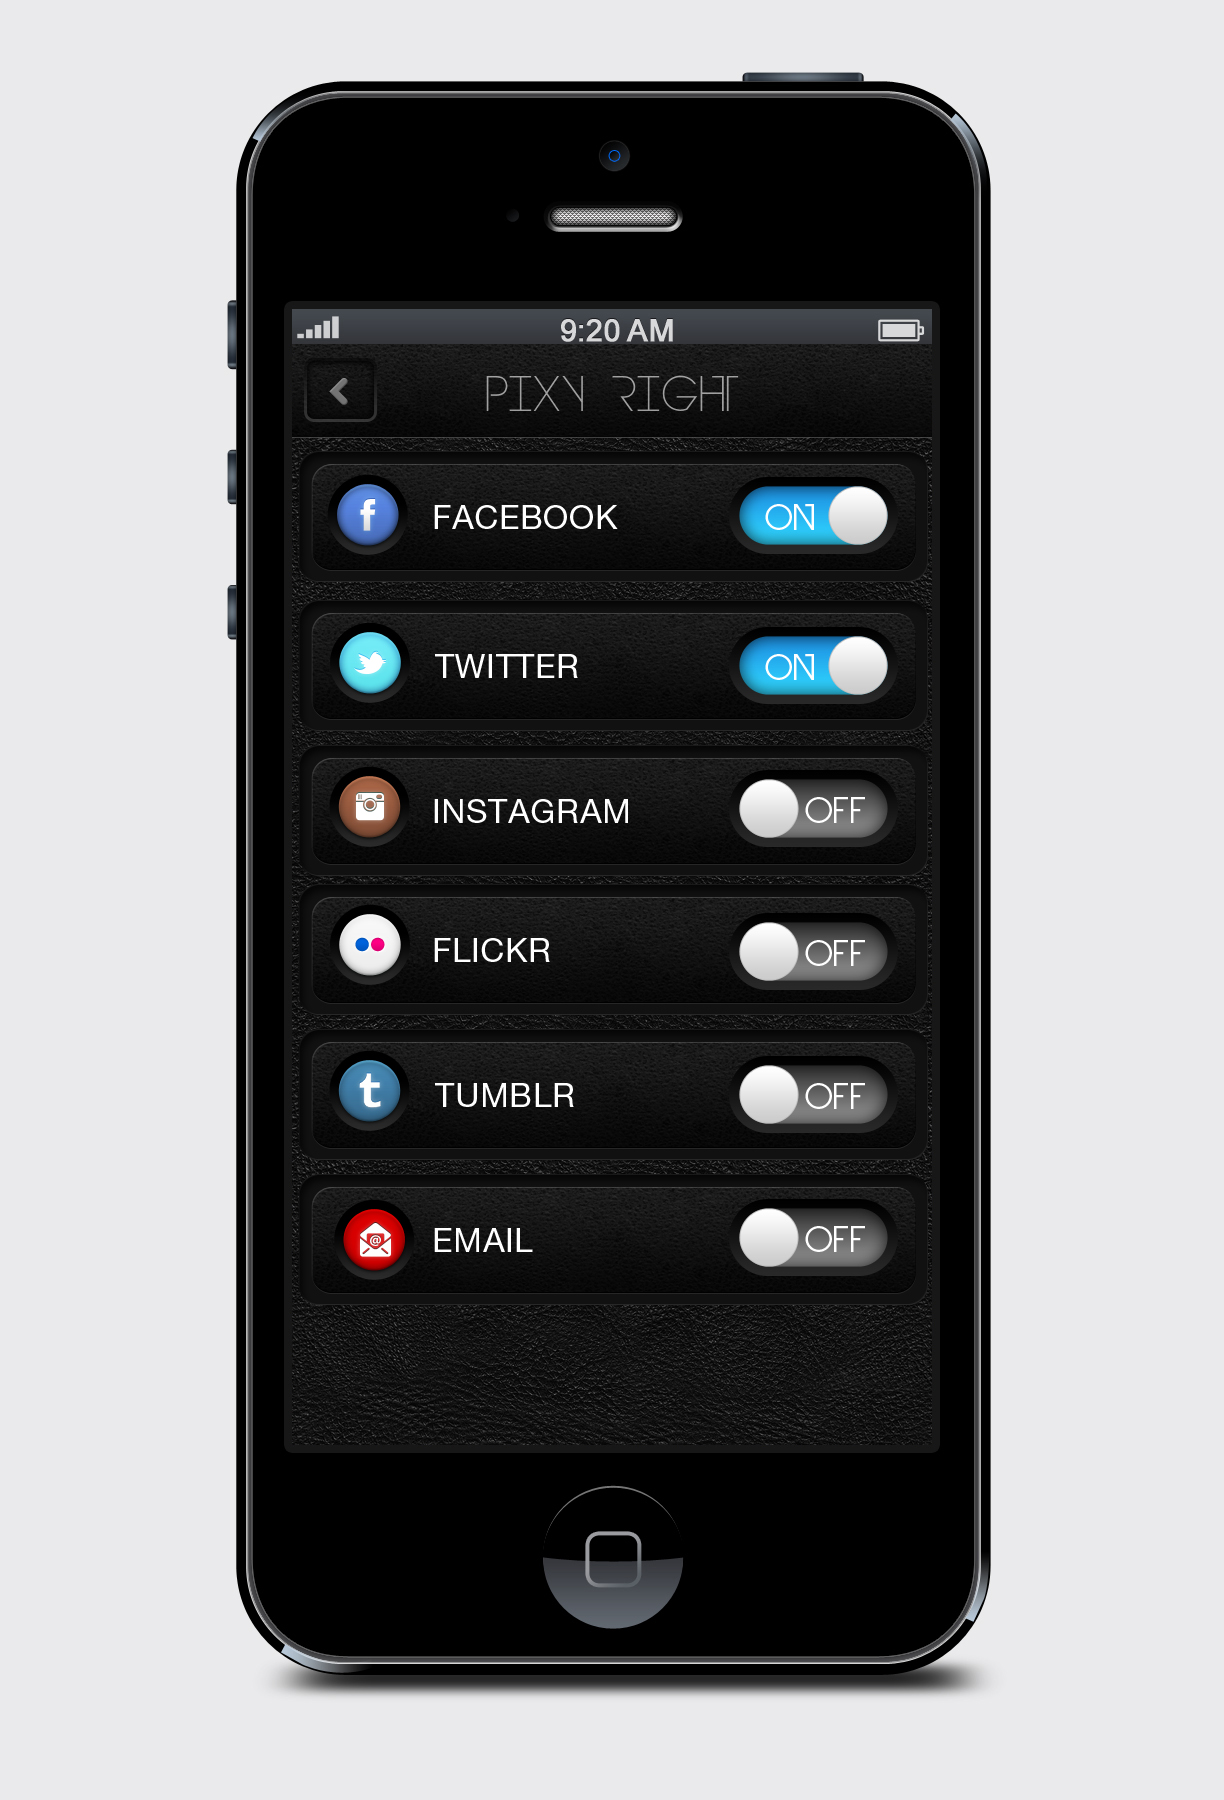 9:20 AM
PIXY RIGHT
f FACEBOOK ON
TWITTER ON
INSTAGRAM OFF
FLICKR OFF
t TUMBLR OFF
@ EMAIL OFF